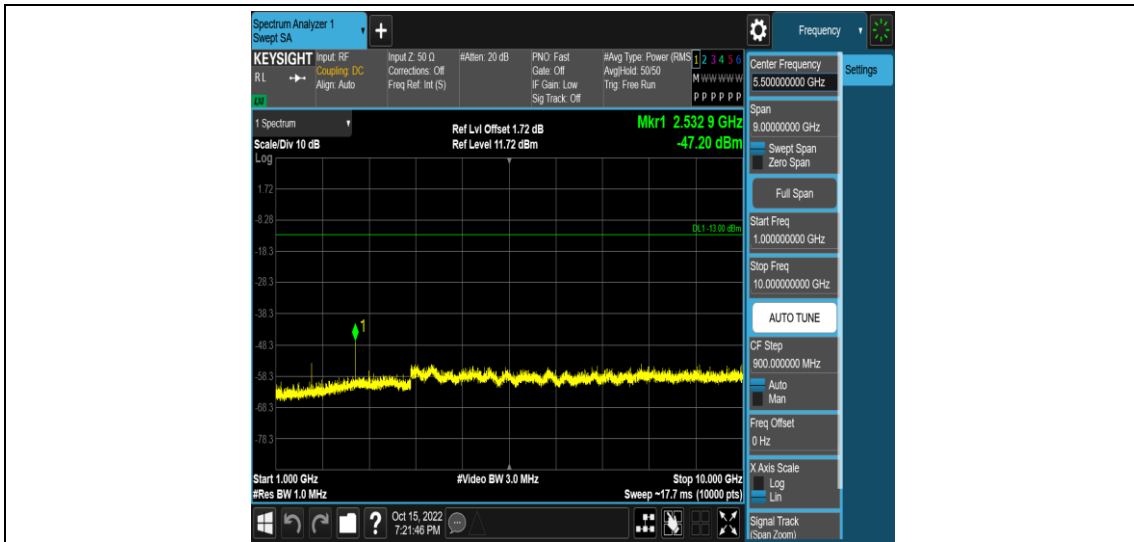 Spectrum Analyzer 1
Swept SA
+
Frequency
KEYSIGHT
RL
LXI
Input: RF
Coupling: DC
Align: Auto
Input Z: 50 Ω
Corrections: Off
Freq Ref: Int (S)
#Atten: 20 dB
PNO: Fast
Gate: Off
IF Gain: Low
Sig Track: Off
#Avg Type: Power (RMS
Avg|Hold: 50/50
Trig: Free Run
1 2 3 4 5 6
M W W W W W
P P P P P P
1 Spectrum
Scale/Div 10 dB
Log
Ref Lvl Offset 1.72 dB
Ref Level 11.72 dBm
Mkr1 2.532 9 GHz
-47.20 dBm
1.72
-8.28
DL1 -13.00 dBm
-18.3
-28.3
-38.3
1
-48.3
-58.3
-68.3
-78.3
Start 1.000 GHz
#Res BW 1.0 MHz
#Video BW 3.0 MHz
Stop 10.000 GHz
Sweep ~17.7 ms (10000 pts)
Center Frequency
5.500000000 GHz
Settings
Span
9.00000000 GHz
Swept Span
Zero Span
Full Span
Start Freq
1.000000000 GHz
Stop Freq
10.000000000 GHz
AUTO TUNE
CF Step
900.000000 MHz
Auto
Man
Freq Offset
0 Hz
X Axis Scale
Log
Lin
Signal Track
(Span Zoom)
?
Oct 15, 2022
7:21:46 PM